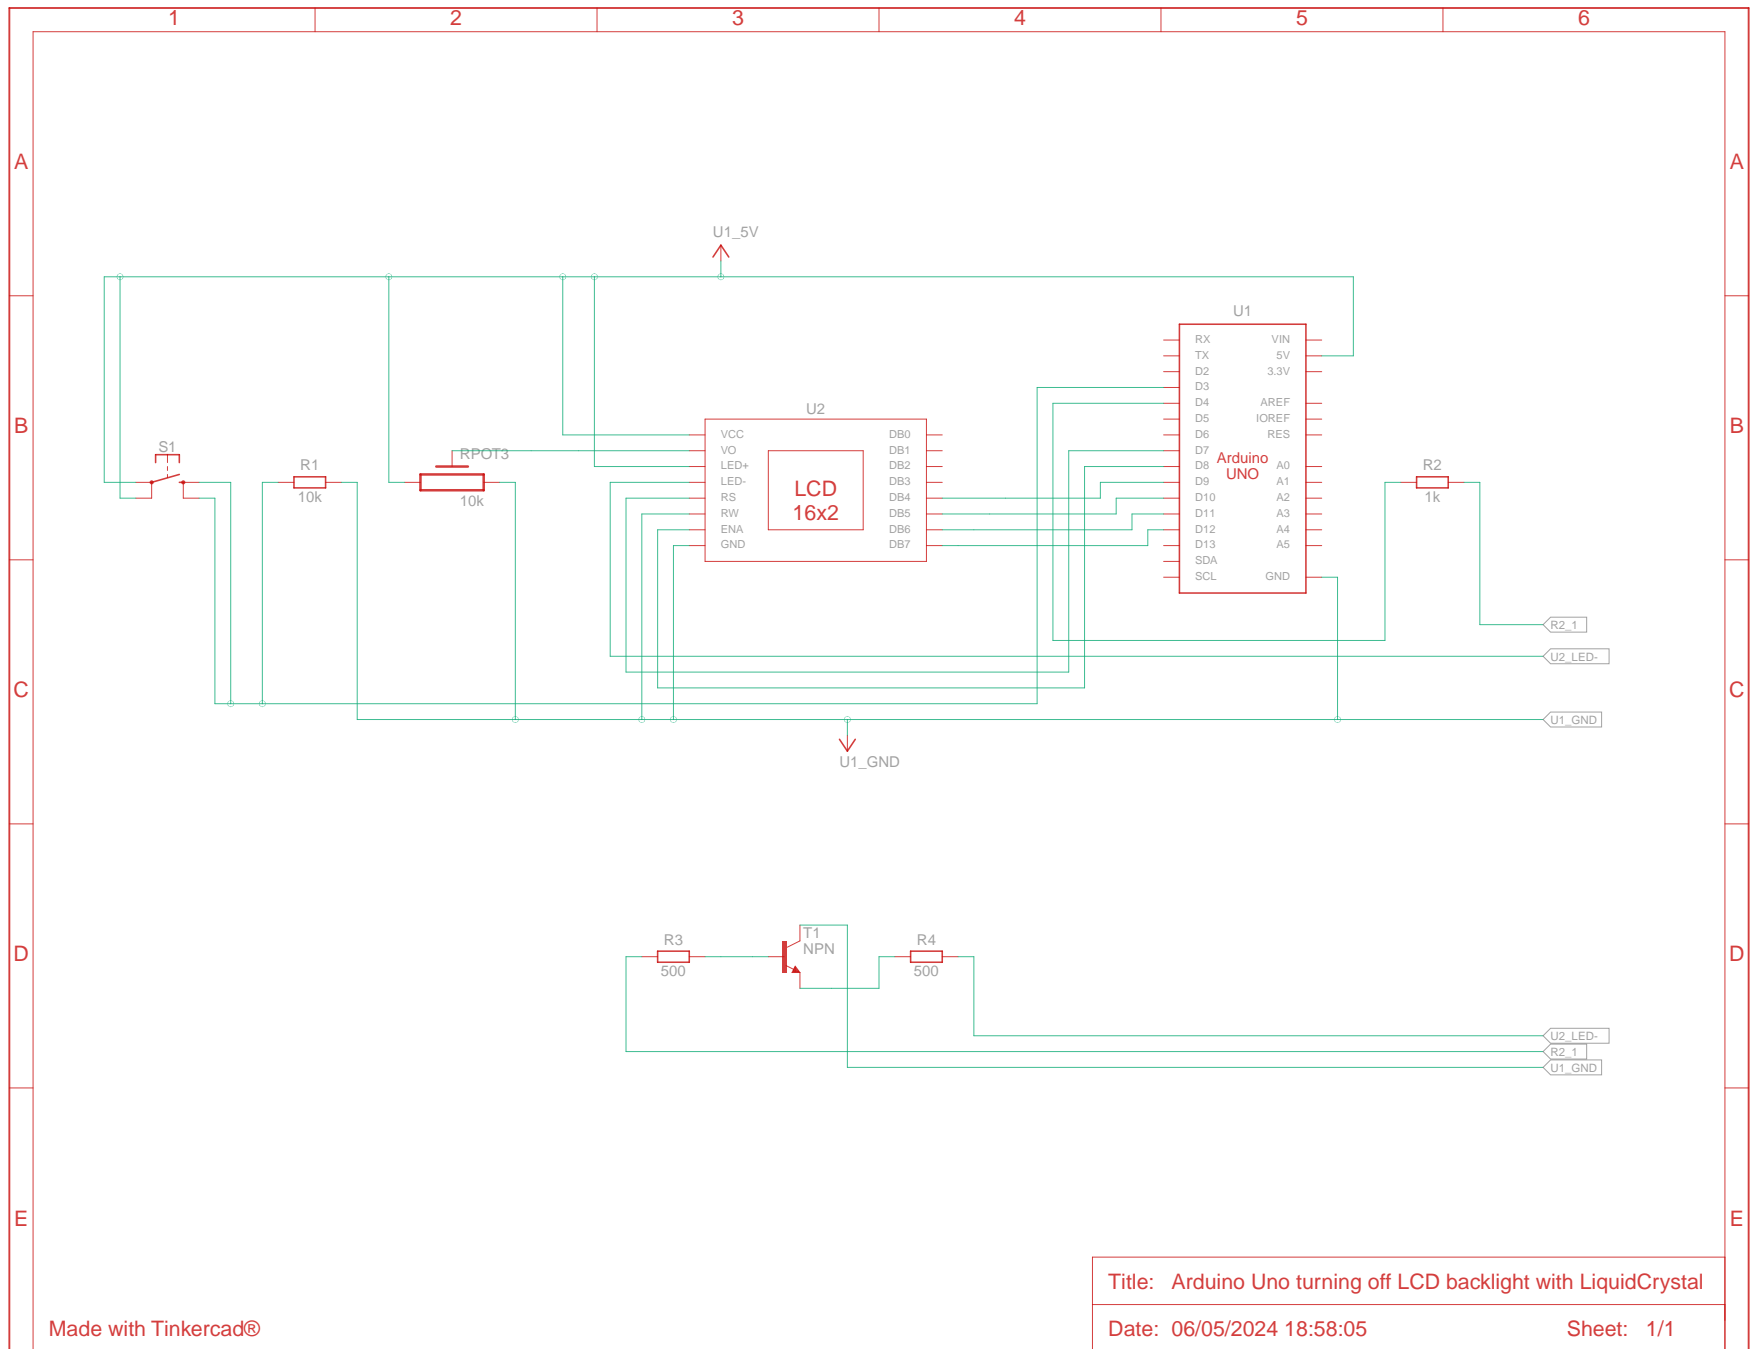 1 2 3 4 5 6
A A
U1_5V
B B
S1
R1
10k
RPOT3
10k
U2
VCC DB0
VO DB1
LED+ DB2
LED- DB3
RS DB4
RW DB5
ENA DB6
GND DB7
LCD
16x2
U1
RX VIN
TX 5V
D2 3.3V
D3
D4 AREF
D5 IOREF
D6 RES
D7
D8 A0
D9 A1
D10 A2
D11 A3
D12 A4
D13 A5
SDA
SCL GND
Arduino
UNO
R2
1k
R2_1
U2_LED-
C C
U1_GND
U1_GND
D D
R3
500
T1
NPN
R4
500
U2_LED-
R2_1
U1_GND
E E
Title: Arduino Uno turning off LCD backlight with LiquidCrystal
Made with Tinkercad®
Date: 06/05/2024 18:58:05 Sheet: 1/1